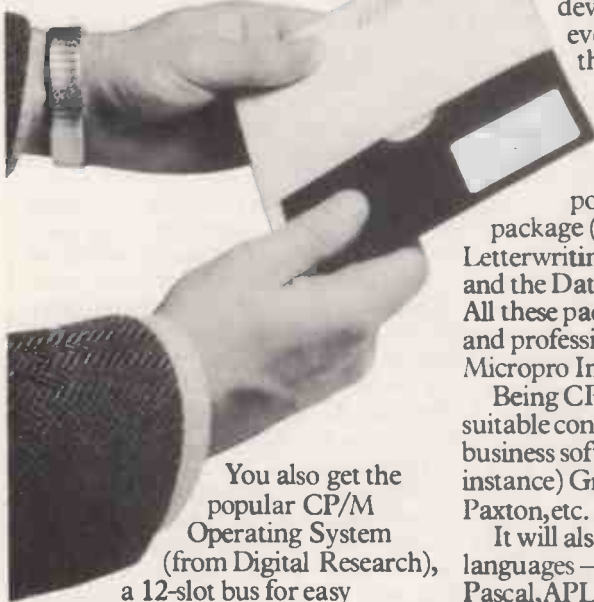 You also get the
popular CP/M
Operating System
(from Digital Research),
a 12-slot bus for easy
dev
eve
th
po
package (
Letterwriting
and the Dat
All these pac
and professi
Micropro In
Being CP
suitable con
business sof
instance) Gr
Paxton, etc.
It will als
languages —
Pascal, APL